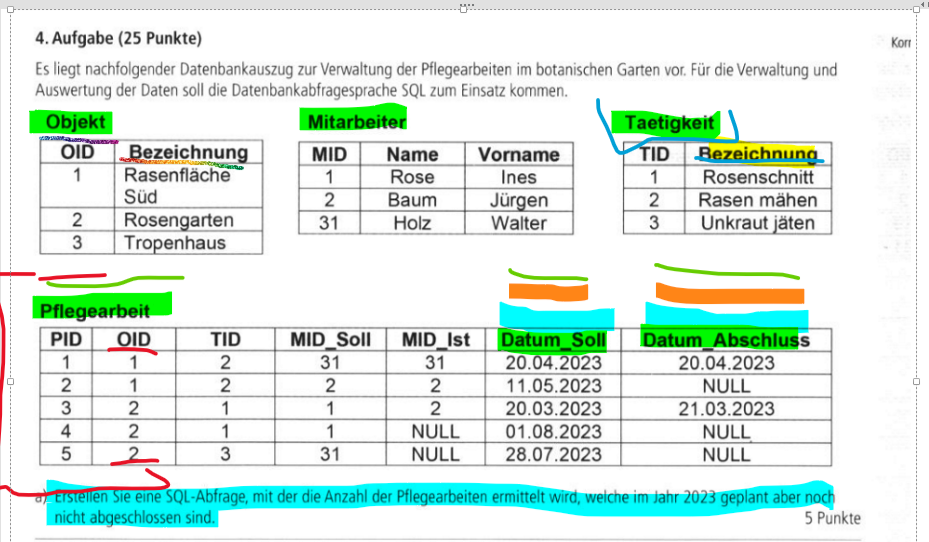 4. Aufgabe (25 Punkte)
Korr
Es liegt nachfolgender Datenbankauszug zur Verwaltung der Pflegearbeiten im botanischen Garten vor. Für die Verwaltung und
Auswertung der Daten soll die Datenbankabfragesprache SQL zum Einsatz kommen.
Objekt
OID Bezeichnung
1 Rasenfläche
Süd
2 Rosengarten
3 Tropenhaus
Mitarbeiter
MID Name Vorname
1 Rose Ines
2 Baum Jürgen
31 Holz Walter
Taetigkeit
TID Bezeichnung
1 Rosenschnitt
2 Rasen mähen
3 Unkraut jäten
Pflegearbeit
PID OID TID MID_Soll MID_Ist Datum_Soll Datum_Abschluss
1 1 2 31 31 20.04.2023 20.04.2023
2 1 2 2 2 11.05.2023 NULL
3 2 1 1 2 20.03.2023 21.03.2023
4 2 1 1 NULL 01.08.2023 NULL
5 2 3 31 NULL 28.07.2023 NULL
a) Erstellen Sie eine SQL-Abfrage, mit der die Anzahl der Pflegearbeiten ermittelt wird, welche im Jahr 2023 geplant aber noch
nicht abgeschlossen sind.
5 Punkte